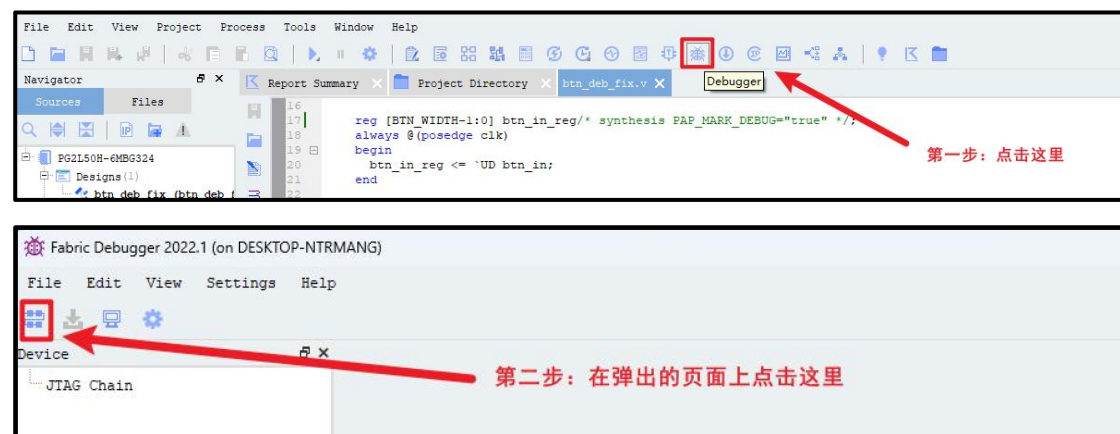 File Edit View Project Process Tools Window Help
Navigator
Report Summary Project Directory btn_deb_fix.v
Debugger
Sources Files
16
17 reg [BTN_WIDTH-1:0] btn_in_reg/* synthesis PAP_MARK_DEBUG="true" */;
18 always @(posedge clk)
19 begin
20 btn_in_reg <= `UD btn_in;
21 end
22
第一步：点击这里
PG2L50H-6MBG324
Designs(1)
btn_deb_fix (btn_deb_f
Fabric Debugger 2022.1 (on DESKTOP-NTRMANG)
File Edit View Settings Help
Device
JTAG Chain
第二步：在弹出的页面上点击这里